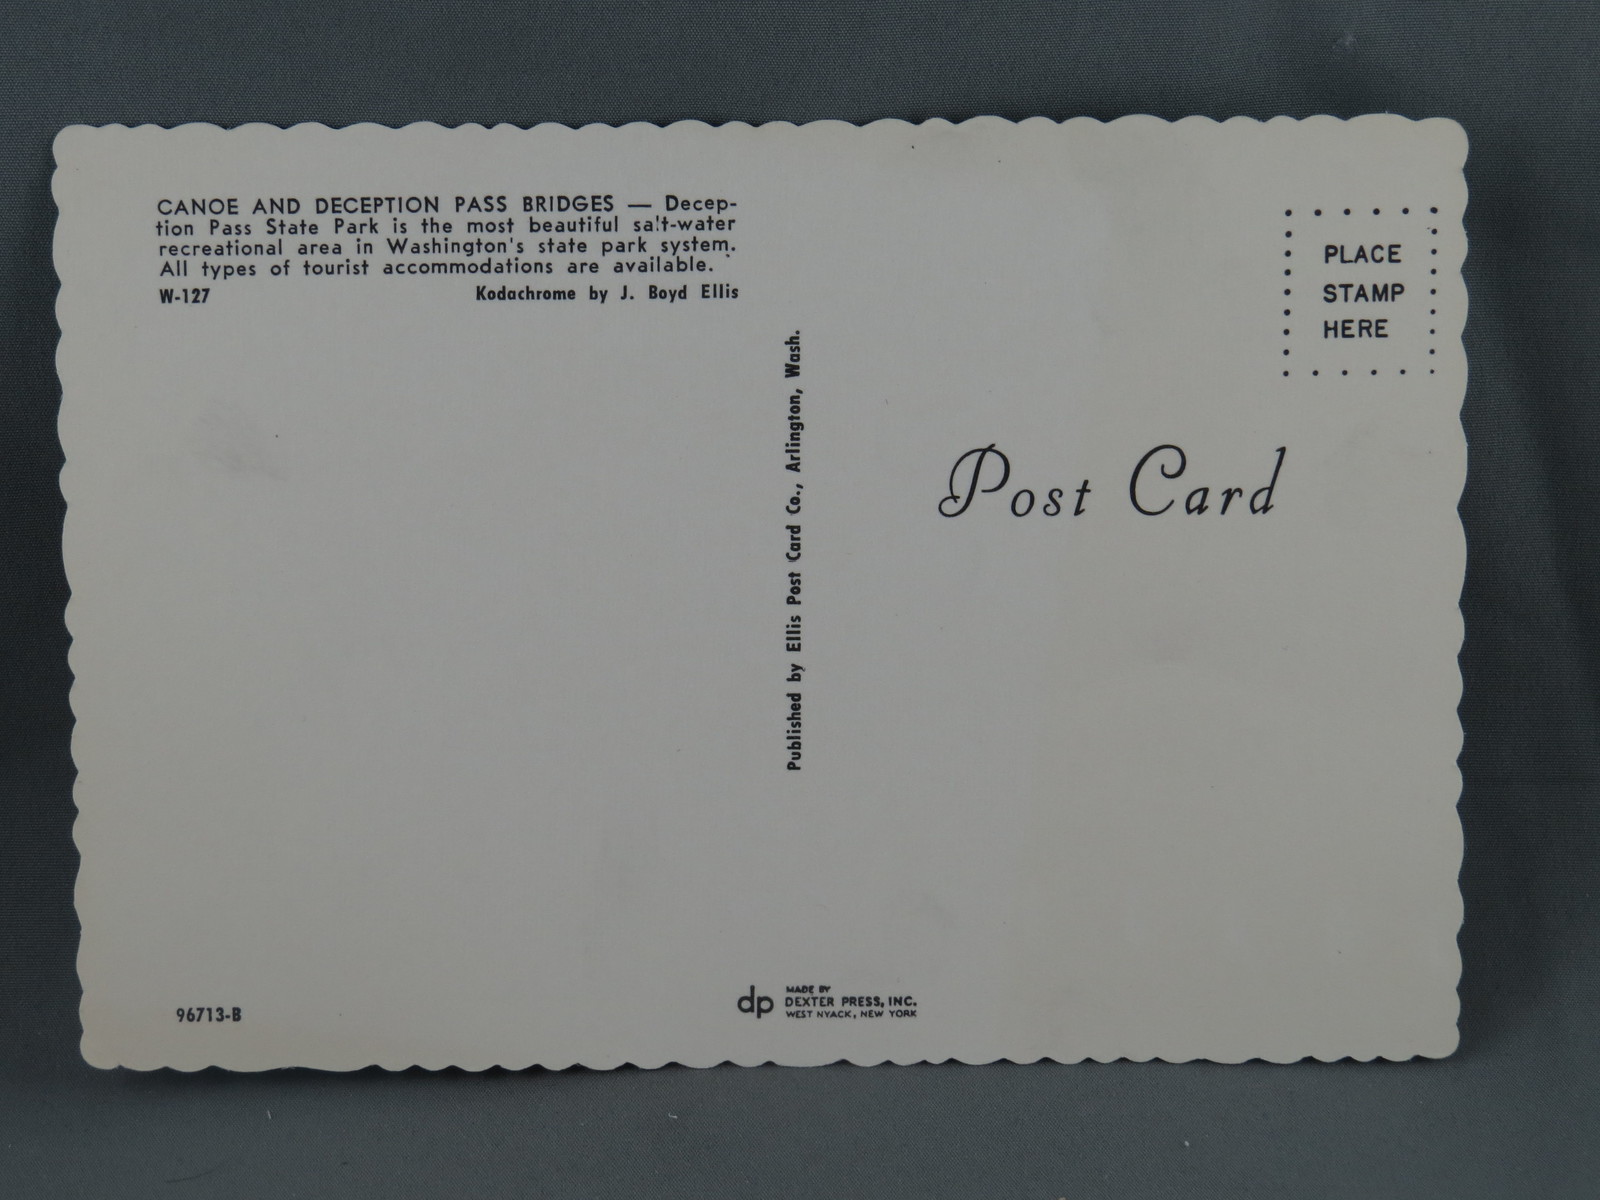 CANOE AND DECEPTION PASS BRIDGES — Decep-
tion Pass State Park is the most beautiful salt-water
recreational area in Washington's state park system.
All types of tourist accommodations are available.
W-127 Kodachrome by J. Boyd Ellis
Published by Ellis Post Card Co., Arlington, Wash.
PLACE
STAMP
HERE
Post Card
96713-B
dp
MADE BY
DEXTER PRESS, INC.
WEST NYACK, NEW YORK